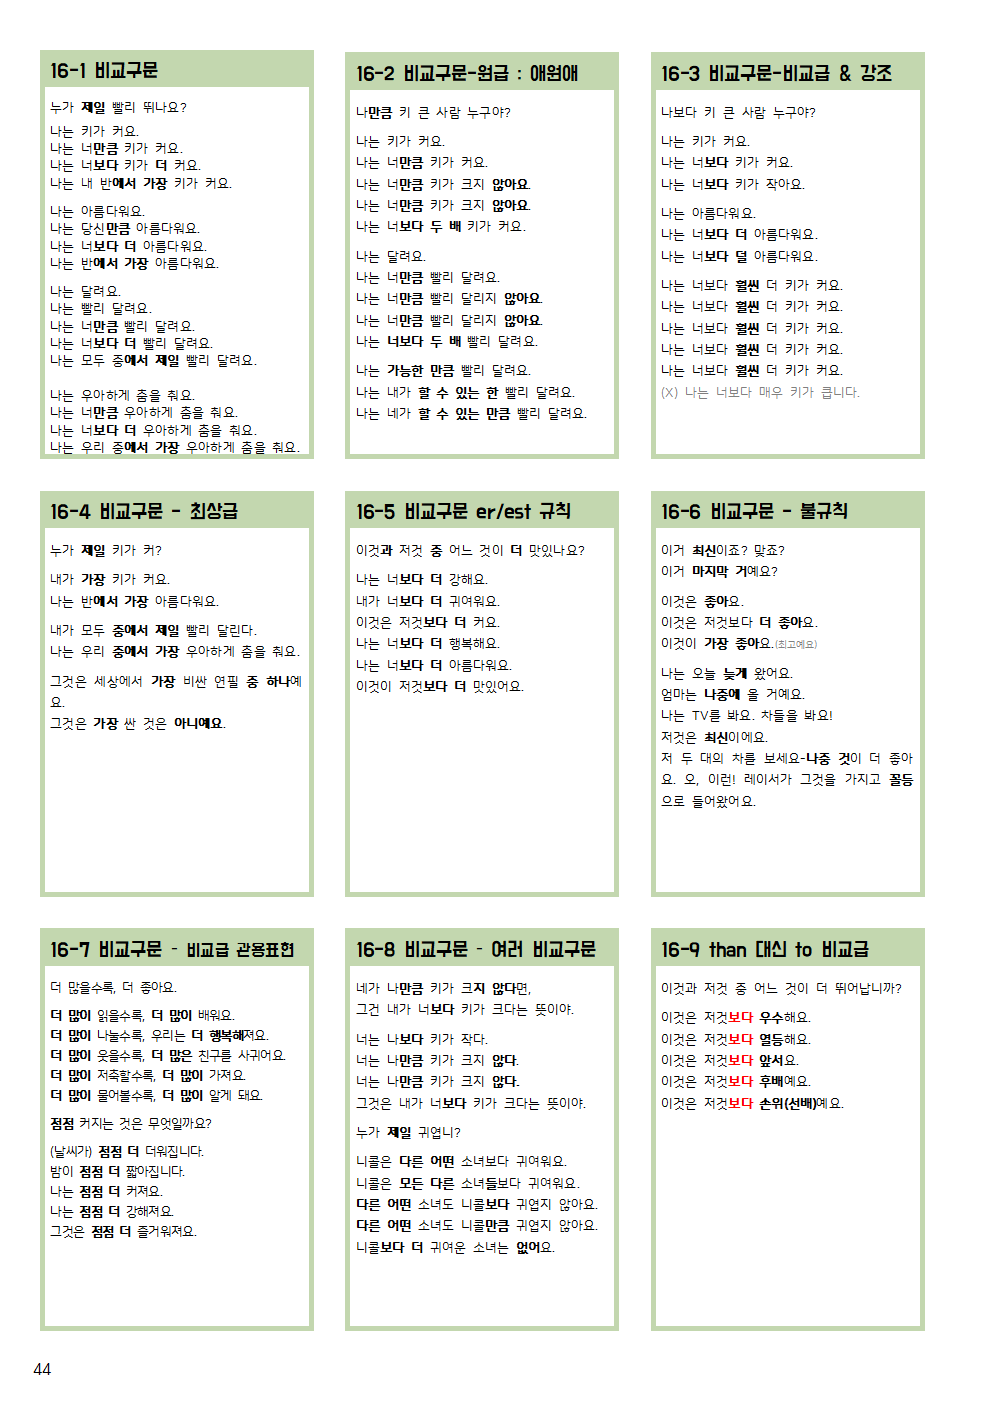 16-1 비교구문
누가 제일 빨리 뛰나요?
나는 키가 커요.
나는 너만큼 키가 커요.
나는 너보다 키가 더 커요.
나는 내 반에서 가장 키가 커요.
나는 아름다워요.
나는 당신만큼 아름다워요.
나는 너보다 더 아름다워요.
나는 반에서 가장 아름다워요.
나는 달려요.
나는 빨리 달려요.
나는 너만큼 빨리 달려요.
나는 너보다 더 빨리 달려요.
나는 모두 중에서 제일 빨리 달려요.
나는 우아하게 춤을 춰요.
나는 너만큼 우아하게 춤을 춰요.
나는 너보다 더 우아하게 춤을 춰요.
나는 우리 중에서 가장 우아하게 춤을 춰요.
16-2 비교구문-원급 : 애원애
나만큼 키 큰 사람 누구야?
나는 키가 커요.
나는 너만큼 키가 커요.
나는 너만큼 키가 크지 않아요.
나는 너만큼 키가 크지 않아요.
나는 너보다 두 배 키가 커요.
나는 달려요.
나는 너만큼 빨리 달려요.
나는 너만큼 빨리 달리지 않아요.
나는 너만큼 빨리 달리지 않아요.
나는 너보다 두 배 빨리 달려요.
나는 가능한 만큼 빨리 달려요.
나는 내가 할 수 있는 한 빨리 달려요.
나는 네가 할 수 있는 만큼 빨리 달려요.
16-3 비교구문-비교급 & 강조
나보다 키 큰 사람 누구야?
나는 키가 커요.
나는 너보다 키가 커요.
나는 너보다 키가 작아요.
나는 아름다워요.
나는 너보다 더 아름다워요.
나는 너보다 덜 아름다워요.
나는 너보다 훨씬 더 키가 커요.
나는 너보다 훨씬 더 키가 커요.
나는 너보다 훨씬 더 키가 커요.
나는 너보다 훨씬 더 키가 커요.
나는 너보다 훨씬 더 키가 커요.
(X) 나는 너보다 매우 키가 큽니다.
16-4 비교구문 - 최상급
누가 제일 키가 커?
내가 가장 키가 커요.
나는 반에서 가장 아름다워요.
내가 모두 중에서 제일 빨리 달린다.
나는 우리 중에서 가장 우아하게 춤을 춰요.
그것은 세상에서 가장 비싼 연필 중 하나예
요.
그것은 가장 싼 것은 아니예요.
16-5 비교구문 er/est 규칙
이것과 저것 중 어느 것이 더 맛있나요?
나는 너보다 더 강해요.
내가 너보다 더 귀여워요.
이것은 저것보다 더 커요.
나는 너보다 더 행복해요.
나는 너보다 더 아름다워요.
이것이 저것보다 더 맛있어요.
16-6 비교구문 - 불규칙
이거 최신이죠? 맞죠?
이거 마지막 거예요?
이것은 좋아요.
이것은 저것보다 더 좋아요.
이것이 가장 좋아요.(최고예요)
나는 오늘 늦게 왔어요.
엄마는 나중에 올 거예요.
나는 TV를 봐요. 차들을 봐요!
저것은 최신이에요.
저 두 대의 차를 보세요-나중 것이 더 좋아
요. 오, 이런! 레이서가 그것을 가지고 꼴등
으로 들어왔어요.
16-7 비교구문 - 비교급 관용표현
더 많을수록, 더 좋아요.
더 많이 읽을수록, 더 많이 배워요.
더 많이 나눌수록, 우리는 더 행복해져요.
더 많이 웃을수록, 더 많은 친구를 사귀어요.
더 많이 저축할수록, 더 많이 가져요.
더 많이 물어볼수록, 더 많이 알게 돼요.
점점 커지는 것은 무엇일까요?
(날씨가) 점점 더 더워집니다.
밤이 점점 더 짧아집니다.
나는 점점 더 커져요.
나는 점점 더 강해져요.
그것은 점점 더 즐거워져요.
16-8 비교구문 - 여러 비교구문
네가 나만큼 키가 크지 않다면,
그건 내가 너보다 키가 크다는 뜻이야.
너는 나보다 키가 작다.
너는 나만큼 키가 크지 않다.
너는 나만큼 키가 크지 않다.
그것은 내가 너보다 키가 크다는 뜻이야.
누가 제일 귀엽니?
니콜은 다른 어떤 소녀보다 귀여워요.
니콜은 모든 다른 소녀들보다 귀여워요.
다른 어떤 소녀도 니콜보다 귀엽지 않아요.
다른 어떤 소녀도 니콜만큼 귀엽지 않아요.
니콜보다 더 귀여운 소녀는 없어요.
16-9 than 대신 to 비교급
이것과 저것 중 어느 것이 더 뛰어납니까?
이것은 저것보다 우수해요.
이것은 저것보다 열등해요.
이것은 저것보다 앞서요.
이것은 저것보다 후배예요.
이것은 저것보다 손위(선배)예요.
44